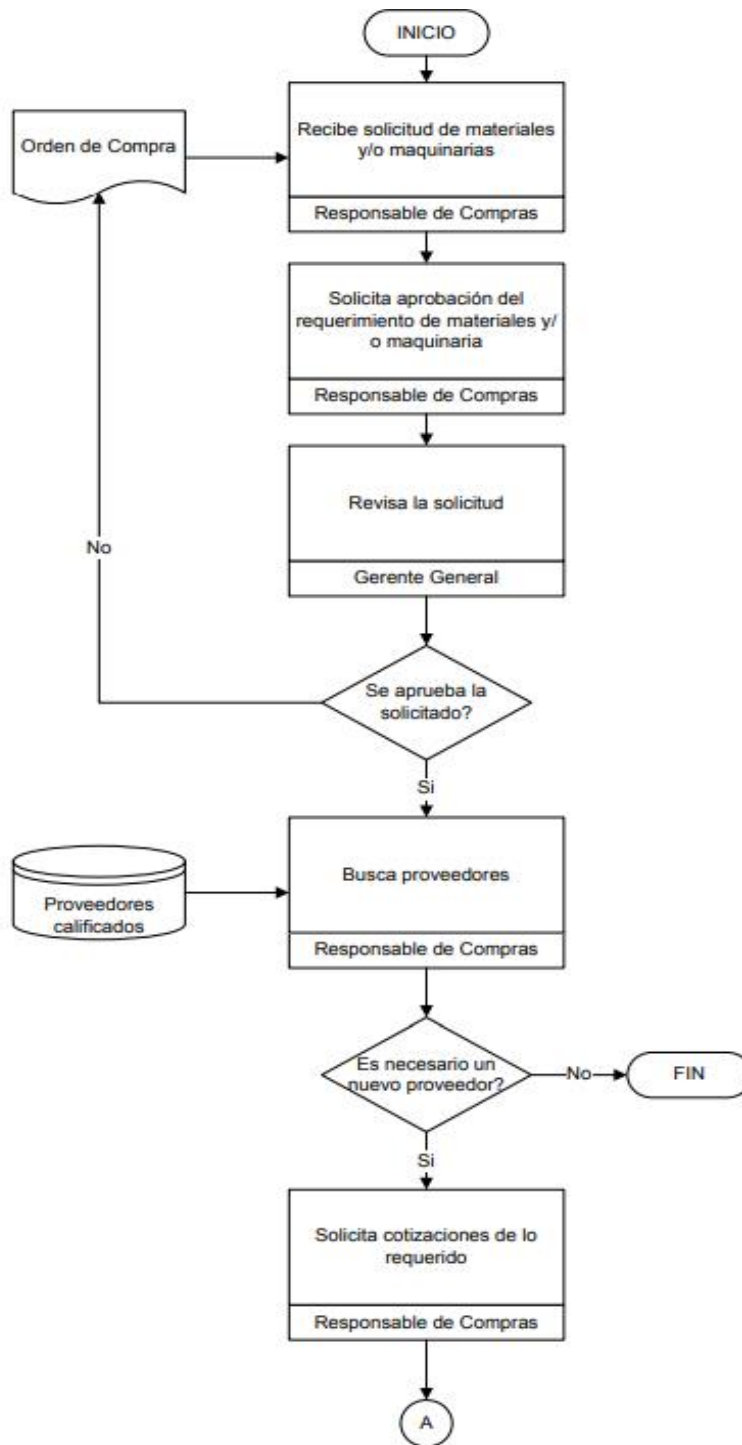 INICIO
Orden de Compra
Recibe solicitud de materiales
y/o maquinarias
Responsable de Compras
Solicita aprobación del
requerimiento de materiales y/
o maquinaria
Responsable de Compras
Revisa la solicitud
Gerente General
No
Se aprueba la
solicitado?
Si
Busca proveedores
Responsable de Compras
Proveedores
calificados
Es necesario un
nuevo proveedor?
No
FIN
Si
Solicita cotizaciones de lo
requerido
Responsable de Compras
A